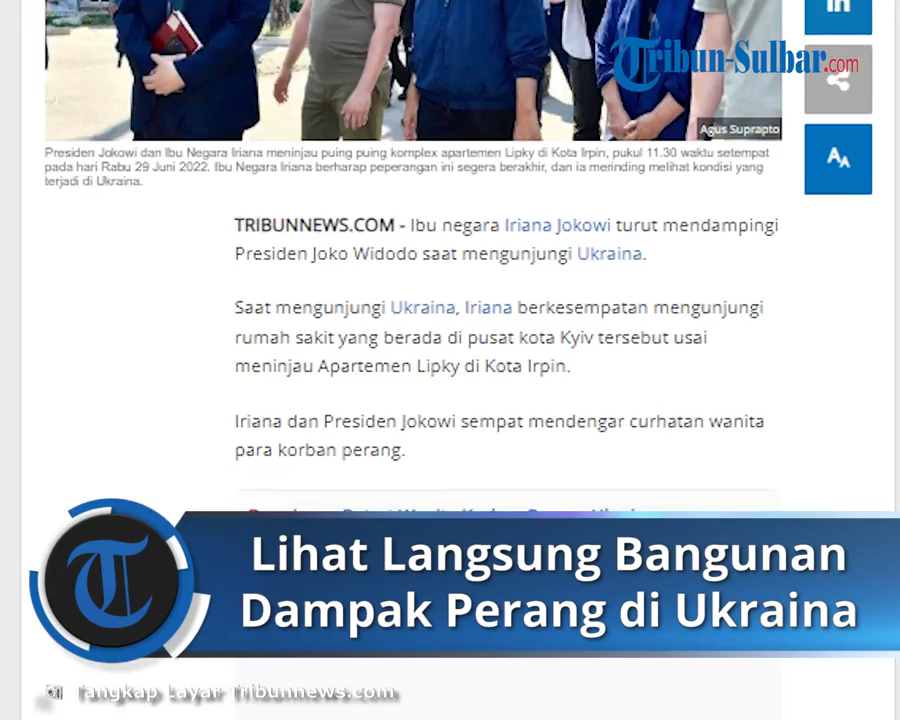 in
Tribun-Sulbar.com
Agus Suprapto
Presiden Jokowi dan Ibu Negara Iriana meninjau puing puing komplex apartemen Lipky di Kota Irpin, pukul 11.30 waktu setempat
pada hari Rabu 29 Juni 2022. Ibu Negara Iriana berharap peperangan ini segera berakhir, dan ia merinding melihat kondisi yang
terjadi di Ukraina.
AA
TRIBUNNEWS.COM - Ibu negara Iriana Jokowi turut mendampingi
Presiden Joko Widodo saat mengunjungi Ukraina.
Saat mengunjungi Ukraina, Iriana berkesempatan mengunjungi
rumah sakit yang berada di pusat kota Kyiv tersebut usai
meninjau Apartemen Lipky di Kota Irpin.
Iriana dan Presiden Jokowi sempat mendengar curhatan wanita
para korban perang.
Lihat Langsung Bangunan
Dampak Perang di Ukraina
T
Tangkap Layar Tribunnews.com